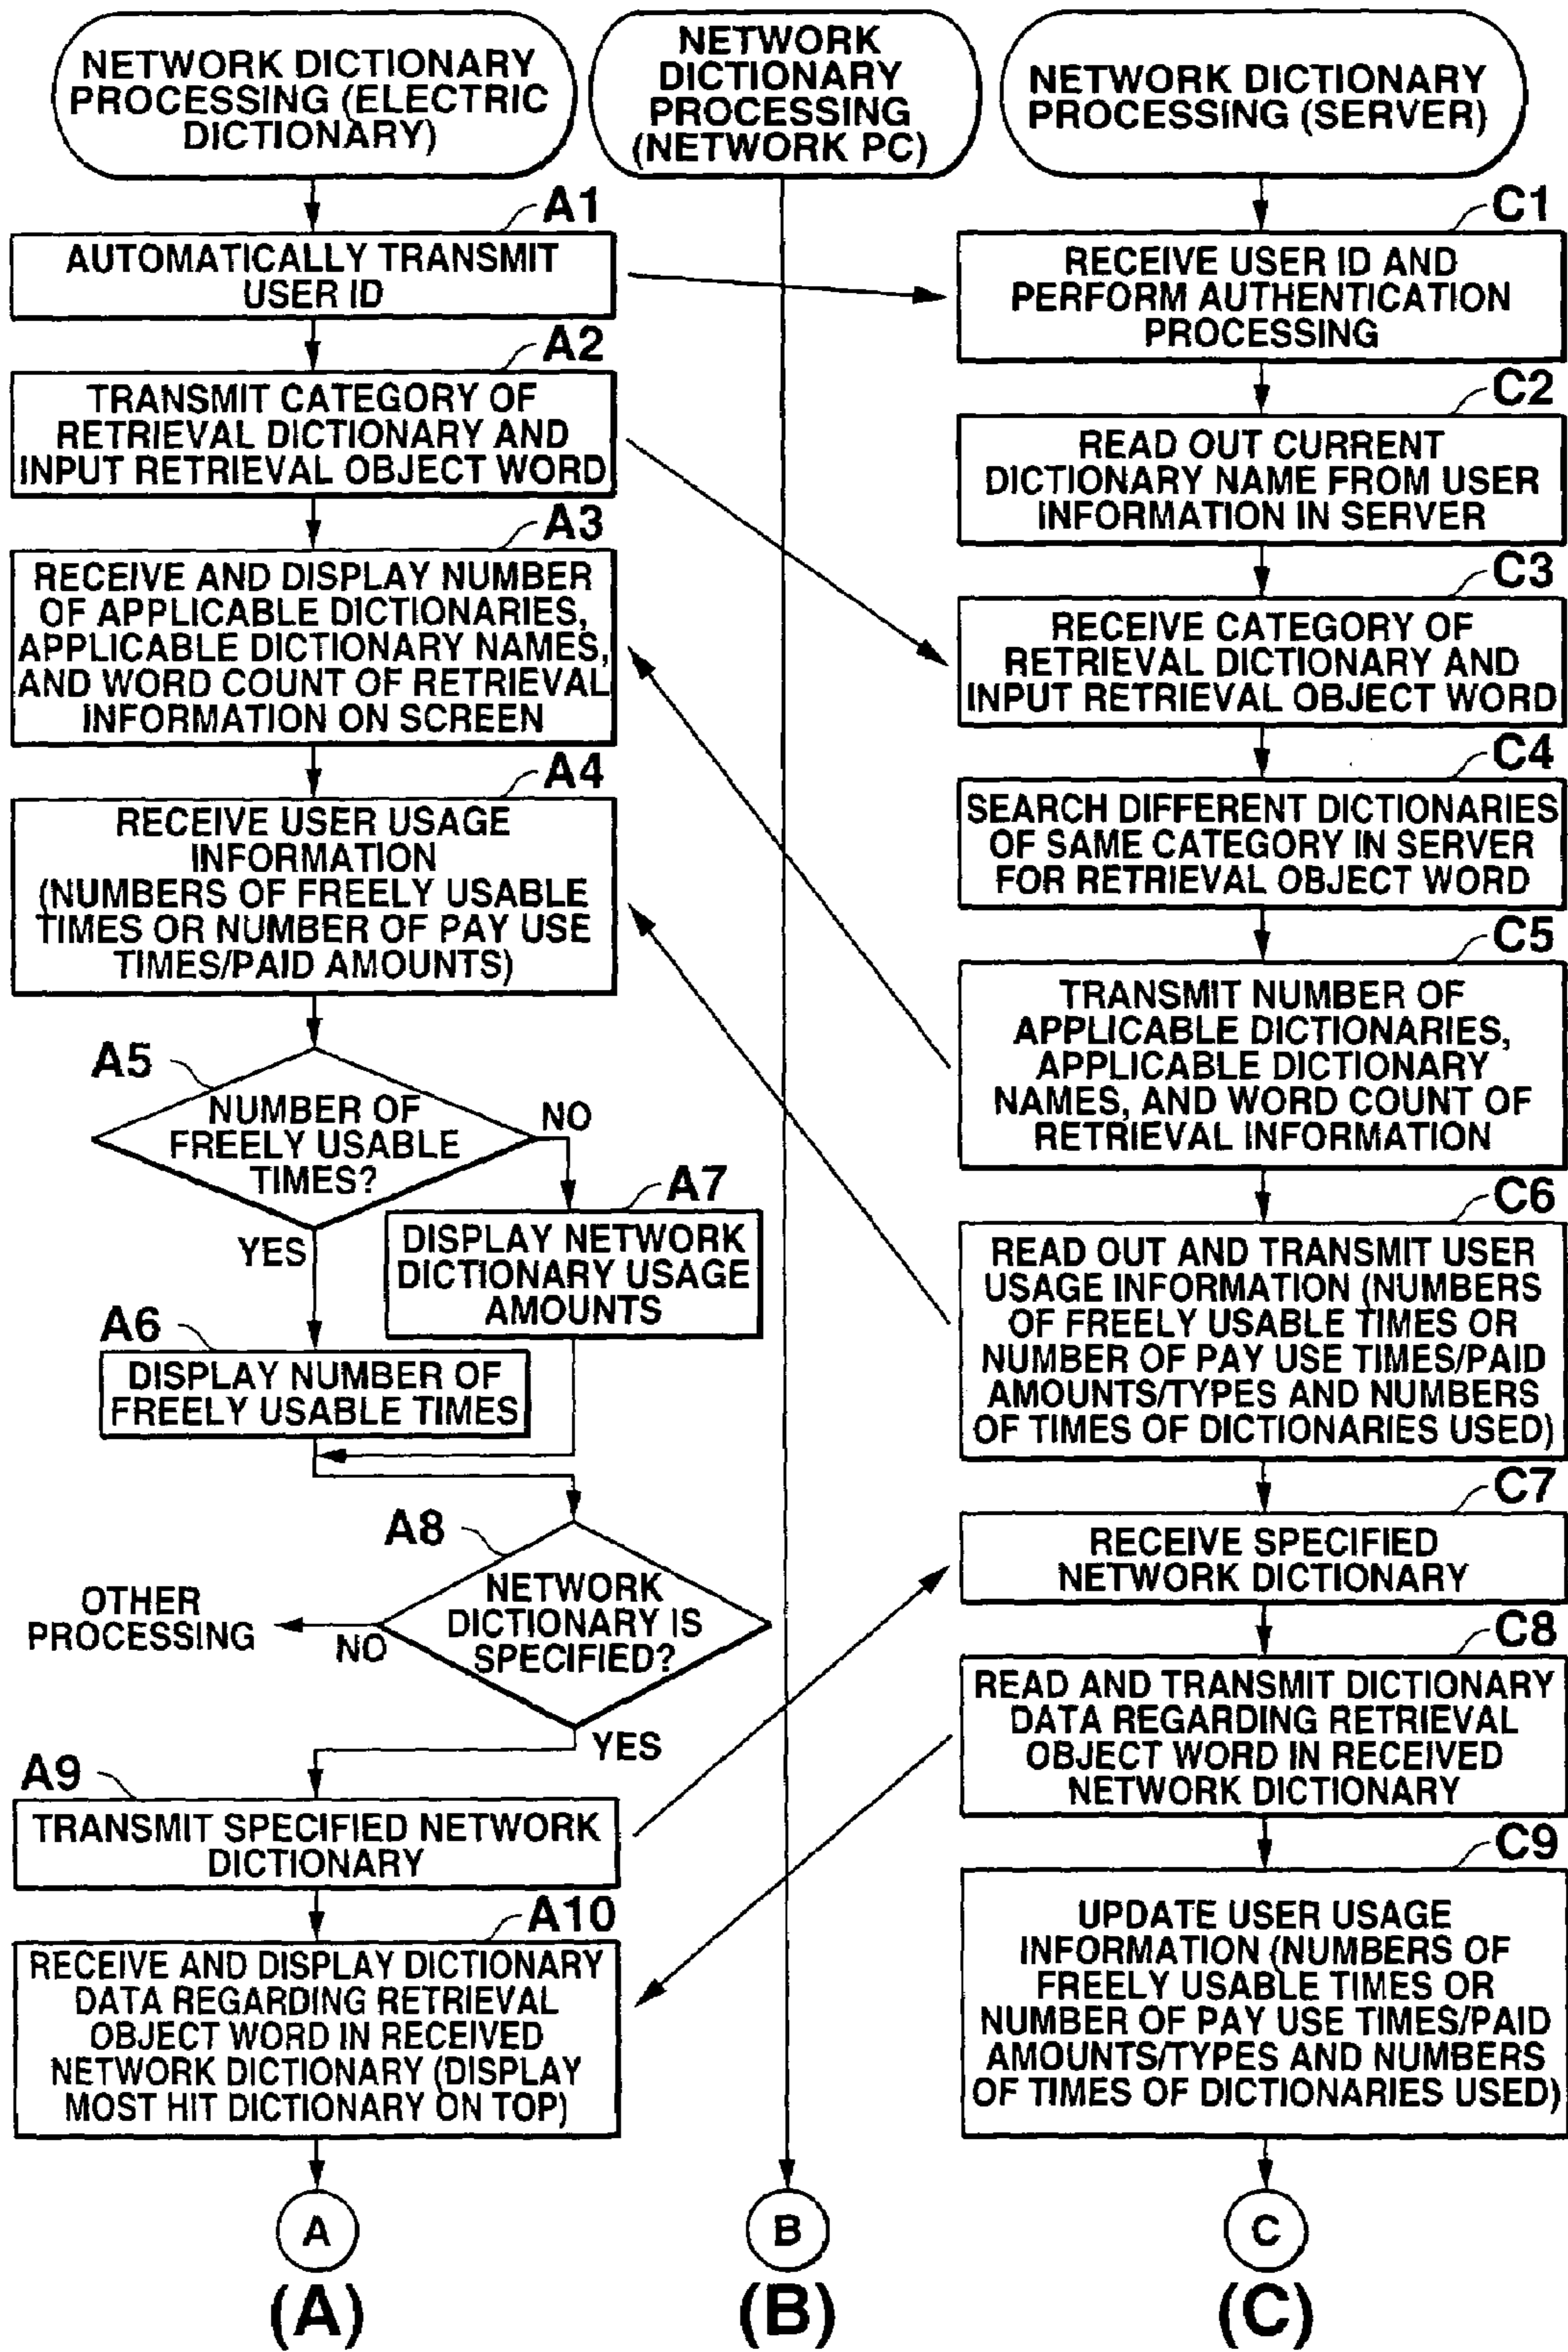 NETWORK DICTIONARY
PROCESSING (ELECTRIC
DICTIONARY)
A1
AUTOMATICALLY TRANSMIT
USER ID
A2
TRANSMIT CATEGORY OF
RETRIEVAL DICTIONARY AND
INPUT RETRIEVAL OBJECT WORD
A3
RECEIVE AND DISPLAY NUMBER
OF APPLICABLE DICTIONARIES,
APPLICABLE DICTIONARY NAMES,
AND WORD COUNT OF RETRIEVAL
INFORMATION ON SCREEN
A4
RECEIVE USER USAGE
INFORMATION
(NUMBERS OF FREELY USABLE
TIMES OR NUMBER OF PAY USE
TIMES/PAID AMOUNTS)
A5
NUMBER OF
FREELY USABLE
TIMES?
NO
YES
A7
DISPLAY NETWORK
DICTIONARY USAGE
AMOUNTS
A6
DISPLAY NUMBER OF
FREELY USABLE TIMES
A8
NETWORK
DICTIONARY IS
SPECIFIED?
NO
OTHER
PROCESSING
YES
A9
TRANSMIT SPECIFIED NETWORK
DICTIONARY
A10
RECEIVE AND DISPLAY DICTIONARY
DATA REGARDING RETRIEVAL
OBJECT WORD IN RECEIVED
NETWORK DICTIONARY (DISPLAY
MOST HIT DICTIONARY ON TOP)
A
(A)
NETWORK
DICTIONARY
PROCESSING
(NETWORK PC)
B
(B)
NETWORK DICTIONARY
PROCESSING (SERVER)
C1
RECEIVE USER ID AND
PERFORM AUTHENTICATION
PROCESSING
C2
READ OUT CURRENT
DICTIONARY NAME FROM USER
INFORMATION IN SERVER
C3
RECEIVE CATEGORY OF
RETRIEVAL DICTIONARY AND
INPUT RETRIEVAL OBJECT WORD
C4
SEARCH DIFFERENT DICTIONARIES
OF SAME CATEGORY IN SERVER
FOR RETRIEVAL OBJECT WORD
C5
TRANSMIT NUMBER OF
APPLICABLE DICTIONARIES,
APPLICABLE DICTIONARY
NAMES, AND WORD COUNT OF
RETRIEVAL INFORMATION
C6
READ OUT AND TRANSMIT USER
USAGE INFORMATION (NUMBERS
OF FREELY USABLE TIMES OR
NUMBER OF PAY USE TIMES/PAID
AMOUNTS/TYPES AND NUMBERS
OF TIMES OF DICTIONARIES USED)
C7
RECEIVE SPECIFIED
NETWORK DICTIONARY
C8
READ AND TRANSMIT DICTIONARY
DATA REGARDING RETRIEVAL
OBJECT WORD IN RECEIVED
NETWORK DICTIONARY
C9
UPDATE USER USAGE
INFORMATION (NUMBERS OF
FREELY USABLE TIMES OR
NUMBER OF PAY USE TIMES/PAID
AMOUNTS/TYPES AND NUMBERS
OF TIMES OF DICTIONARIES USED)
C
(C)